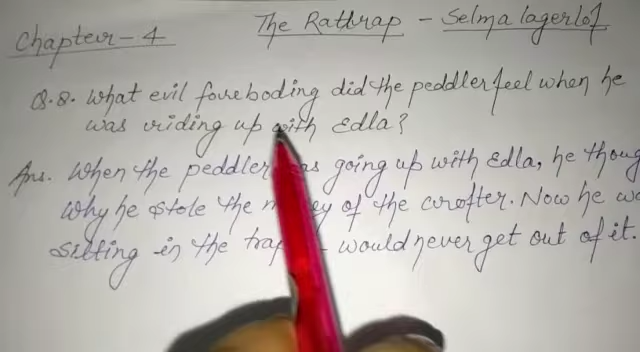 Chapter-4
The Rattrap - Selma lagerlof
Q.8. What evil foreboding did the peddler feel when he
was riding up with Edla?
Ans. When the peddler going up with Edla, he
Why he stole the of the crofter. Now he
sitting in the would never get out of it.